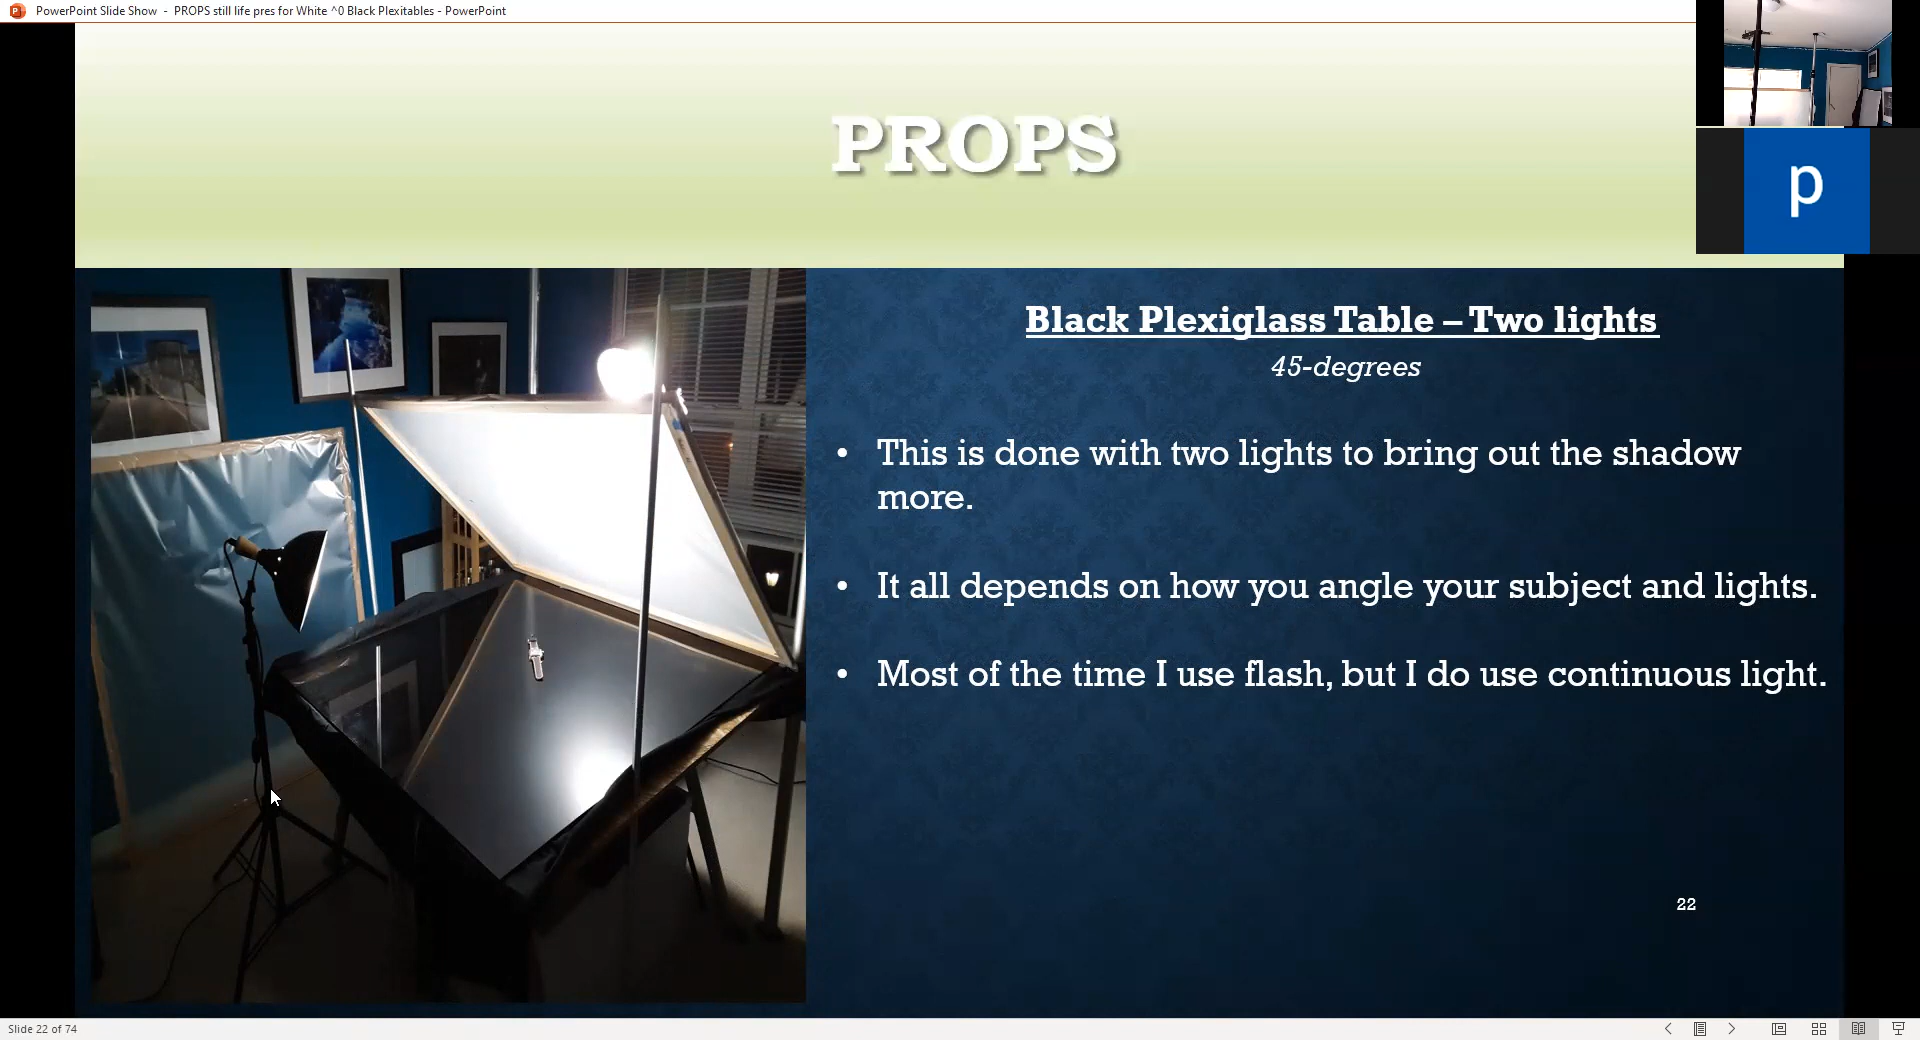 PowerPoint Slide Show - PROPS still life pres for White ^0 Black Plexitables - PowerPoint
PROPS
p
Black Plexiglass Table – Two lights
45-degrees
• This is done with two lights to bring out the shadow
more.
• It all depends on how you angle your subject and lights.
• Most of the time I use flash, but I do use continuous light.
22
Slide 22 of 74